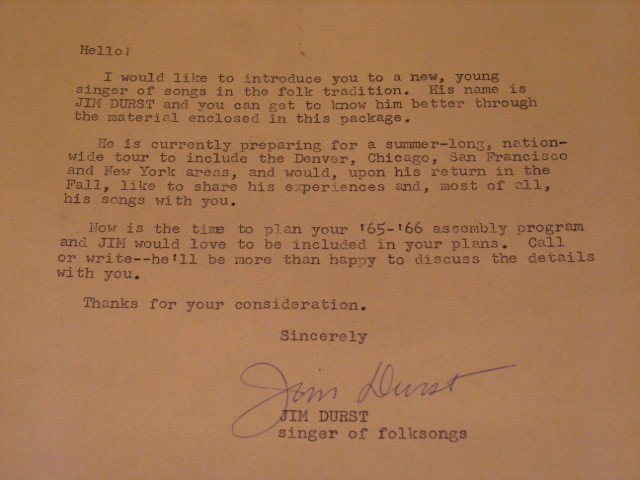 Hello!
I would like to introduce you to a new, young
singer of songs in the folk tradition. His name is
JIM DURST and you can get to know him better through
the material enclosed in this package.
He is currently preparing for a summer-long, nation-
wide tour to include the Denver, Chicago, San Francisco
and New York areas, and would, upon his return in the
Fall, like to share his experiences and, most of all,
his songs with you.
Now is the time to plan your '65-'66 assembly program
and JIM would love to be included in your plans. Call
or write--he'll be more than happy to discuss the details
with you.
Thanks for your consideration.
Sincerely
Jim Durst
JIM DURST
singer of folksongs